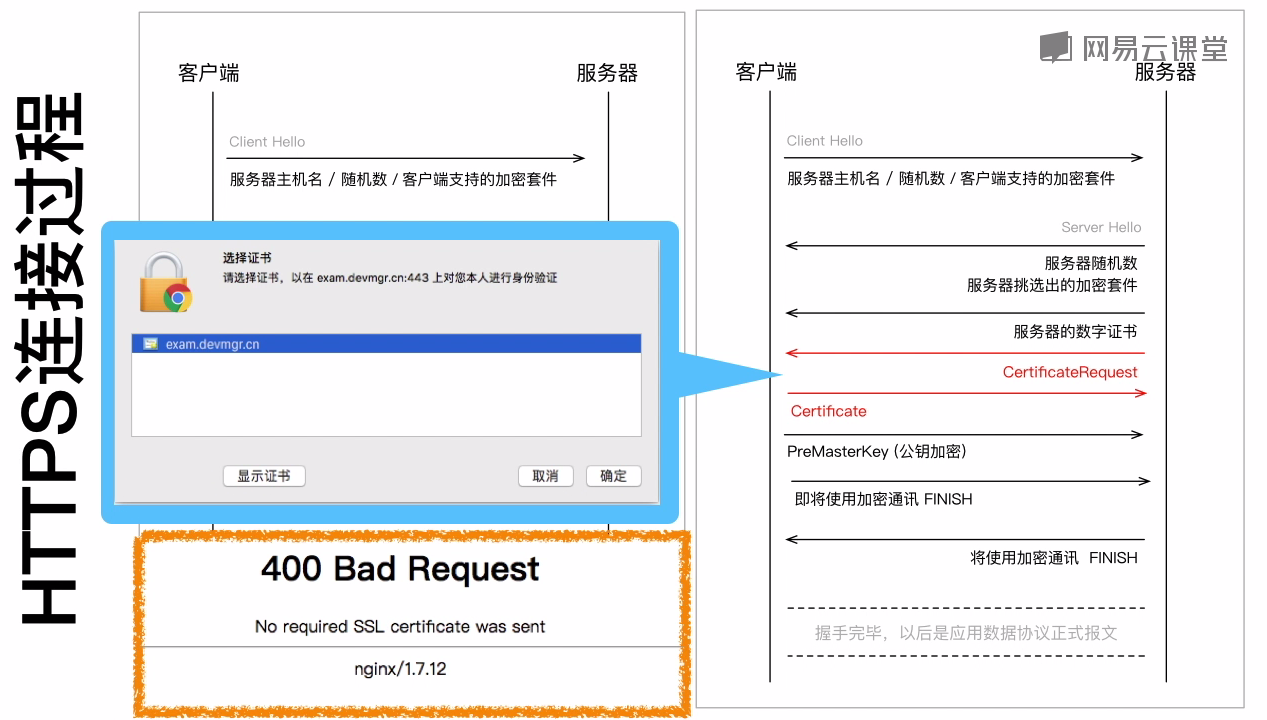 HTTPS连接过程
客户端
服务器
Client Hello
服务器主机名 / 随机数 / 客户端支持的加密套件
选择证书
请选择证书，以在 exam.devmgr.cn:443 上对您本人进行身份验证
exam.devmgr.cn
显示证书
取消
确定
400 Bad Request
No required SSL certificate was sent
nginx/1.7.12
网易云课堂
客户端
服务器
Client Hello
服务器主机名 / 随机数 / 客户端支持的加密套件
Server Hello
服务器随机数
服务器挑选出的加密套件
服务器的数字证书
CertificateRequest
Certificate
PreMasterKey (公钥加密)
即将使用加密通讯 FINISH
将使用加密通讯 FINISH
握手完毕，以后是应用数据协议正式报文